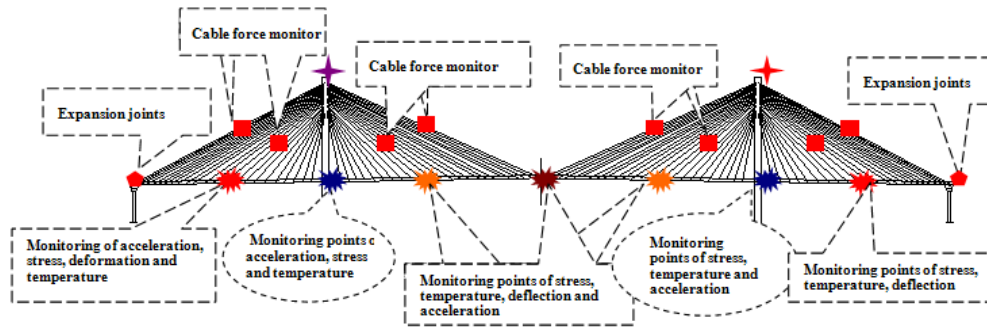 Cable force monitor
Cable force monitor
Cable force monitor
Expansion joints
Expansion joints
Monitoring of acceleration,
stress, deformation and
temperature
Monitoring points o
acceleration, stress
and temperature
Monitoring points of stress,
temperature, deflection and
acceleration
Monitoring
points of stress,
temperature and
acceleration
Monitoring points of stress,
temperature, deflection